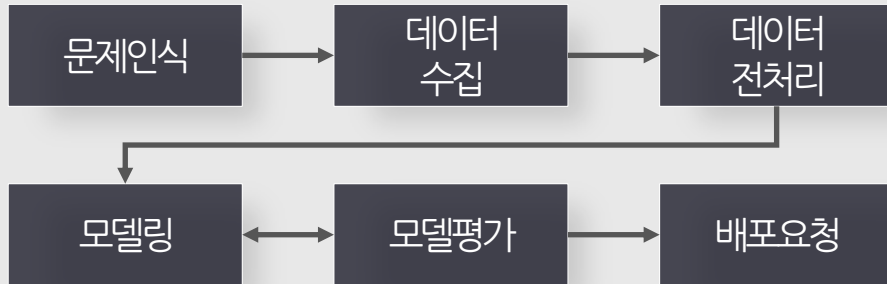 문제인식
데이터
수집
데이터
전처리
모델링
모델평가
배포요청